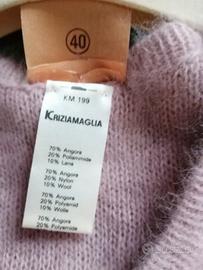 40
KM 199
KRIZIAMAGLIA
70% Angora
20% Poliammide
10% Lana
70% Angora
20% Nylon
10% Wool
70% Angora
20% Polyamid
10% Wolle
70% Angora
20% Polyamide